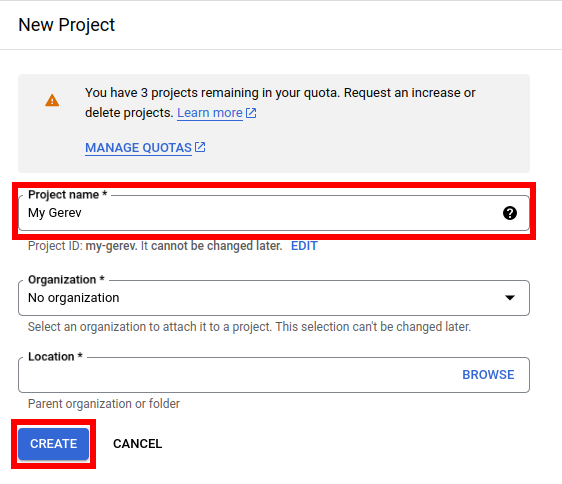 New Project
You have 3 projects remaining in your quota. Request an increase or
delete projects. Learn more
MANAGE QUOTAS
Project name *
My Gerev
Project ID: my-gerev. It cannot be changed later. EDIT
Organization *
No organization
Select an organization to attach it to a project. This selection can't be changed later.
Location *
BROWSE
Parent organization or folder
CREATE CANCEL